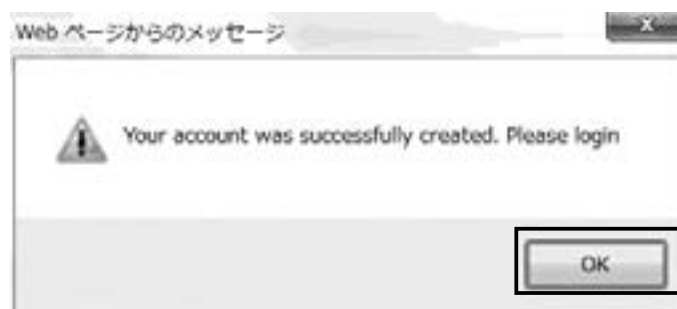 Web ページからのメッセージ
Your account was successfully created. Please login
OK